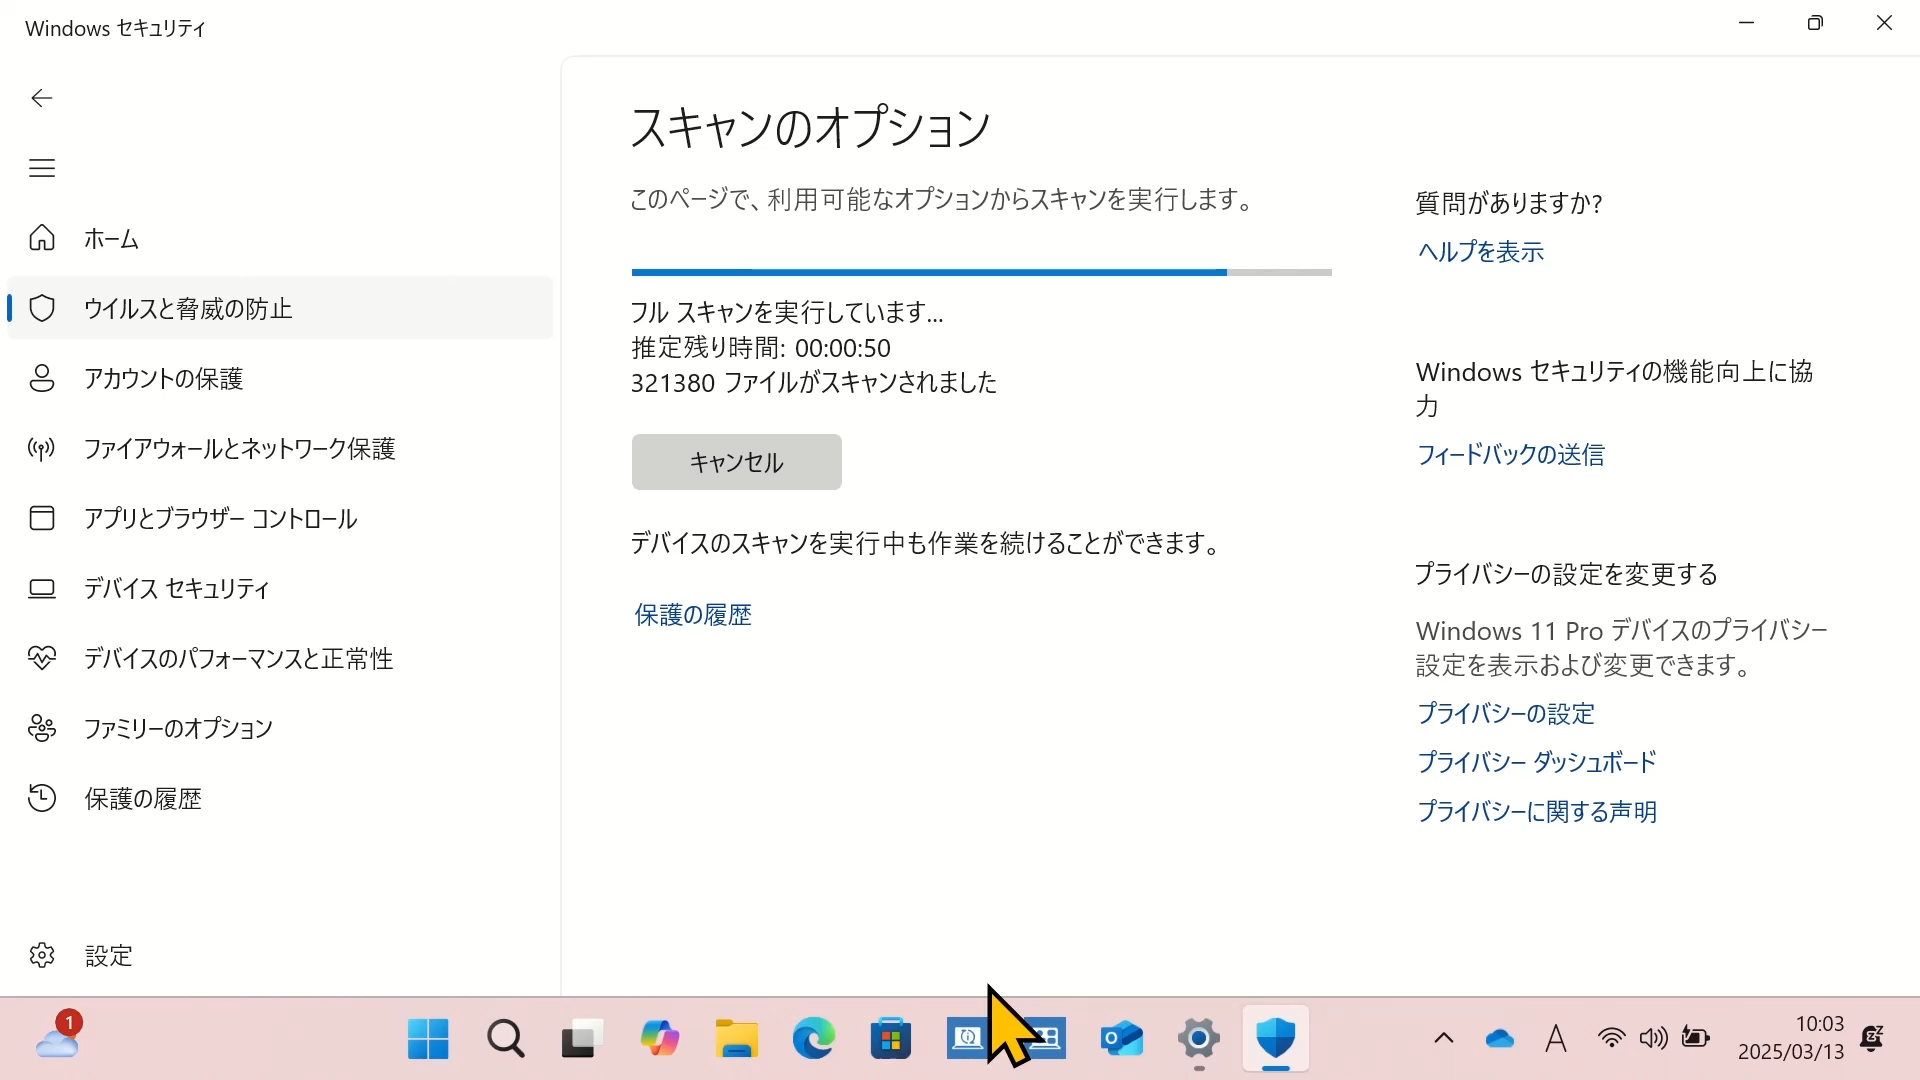 Windows セキュリティ
ホーム
ウイルスと脅威の防止
アカウントの保護
ファイアウォールとネットワーク保護
アプリとブラウザー コントロール
デバイス セキュリティ
デバイスのパフォーマンスと正常性
ファミリーのオプション
保護の履歴
設定
スキャンのオプション
このページで、利用可能なオプションからスキャンを実行します。
フル スキャンを実行しています...
推定残り時間: 00:00:50
321380 ファイルがスキャンされました
キャンセル
デバイスのスキャンを実行中も作業を続けることができます。
保護の履歴
質問がありますか?
ヘルプを表示
Windows セキュリティの機能向上に協
力
フィードバックの送信
プライバシーの設定を変更する
Windows 11 Pro デバイスのプライバシー
設定を表示および変更できます。
プライバシーの設定
プライバシー ダッシュボード
プライバシーに関する声明
1
A
10:03
2025/03/13